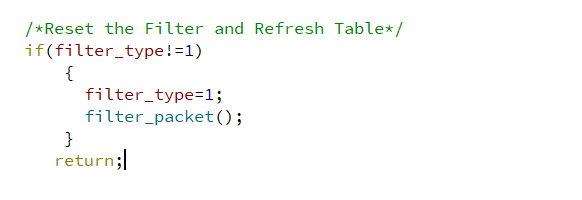 /*Reset the Filter and Refresh Table*/
if(filter_type!=1)
{
filter_type=1;
filter_packet();
}
return;